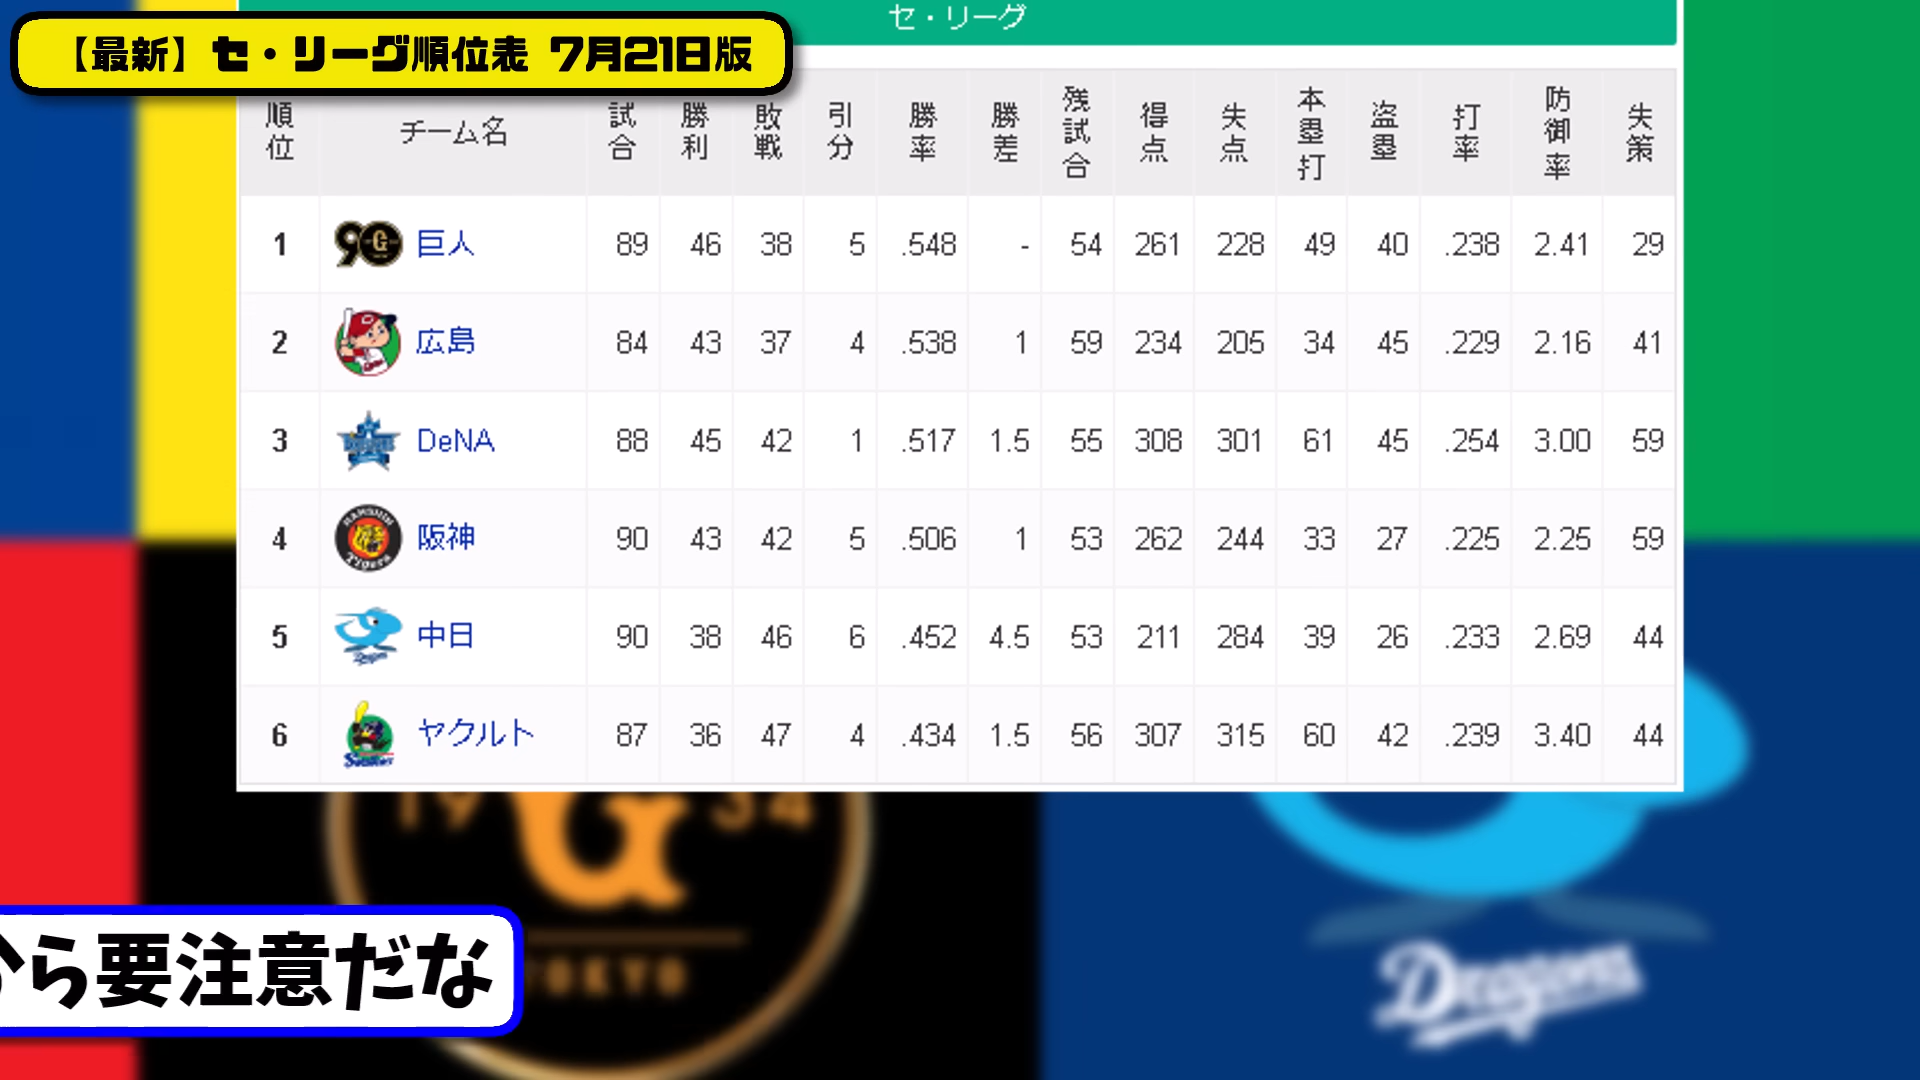 セ・リーグ
【最新】セ・リーグ順位表 7月21日版
順位 チーム名 試合 勝利 敗戦 引分 勝率 勝差 残試合 得点 失点 本塁打 盗塁 打率 防御率 失策
1 巨人 89 46 38 5 .548 - 54 261 228 49 40 .238 2.41 29
2 広島 84 43 37 4 .538 1 59 234 205 34 45 .229 2.16 41
3 DeNA 88 45 42 1 .517 1.5 55 308 301 61 45 .254 3.00 59
4 阪神 90 43 42 5 .506 1 53 262 244 33 27 .225 2.25 59
5 中日 90 38 46 6 .452 4.5 53 211 284 39 26 .233 2.69 44
6 ヤクルト 87 36 47 4 .434 1.5 56 307 315 60 42 .239 3.40 44
19 G 34
TOKYO
から要注意だな
Dragons